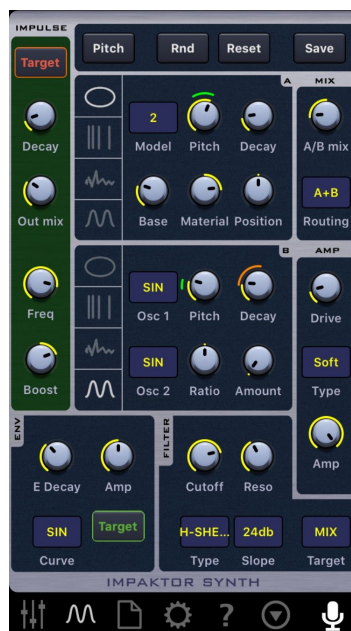 IMPULSE
Target
Decay
Out mix
Freq
Boost
Pitch
Rnd
Reset
Save
A
2
Model
Pitch
Decay
Base
Material
Position
MIX
A/B mix
A+B
Routing
B
SIN
Osc 1
Pitch
Decay
SIN
Osc 2
Ratio
Amount
AMP
Drive
Soft
Type
Amp
ENV
E Decay
Amp
SIN
Curve
Target
FILTER
Cutoff
Reso
H-SHE...
Type
24db
Slope
MIX
Target
IMPAKTOR SYNTH
?